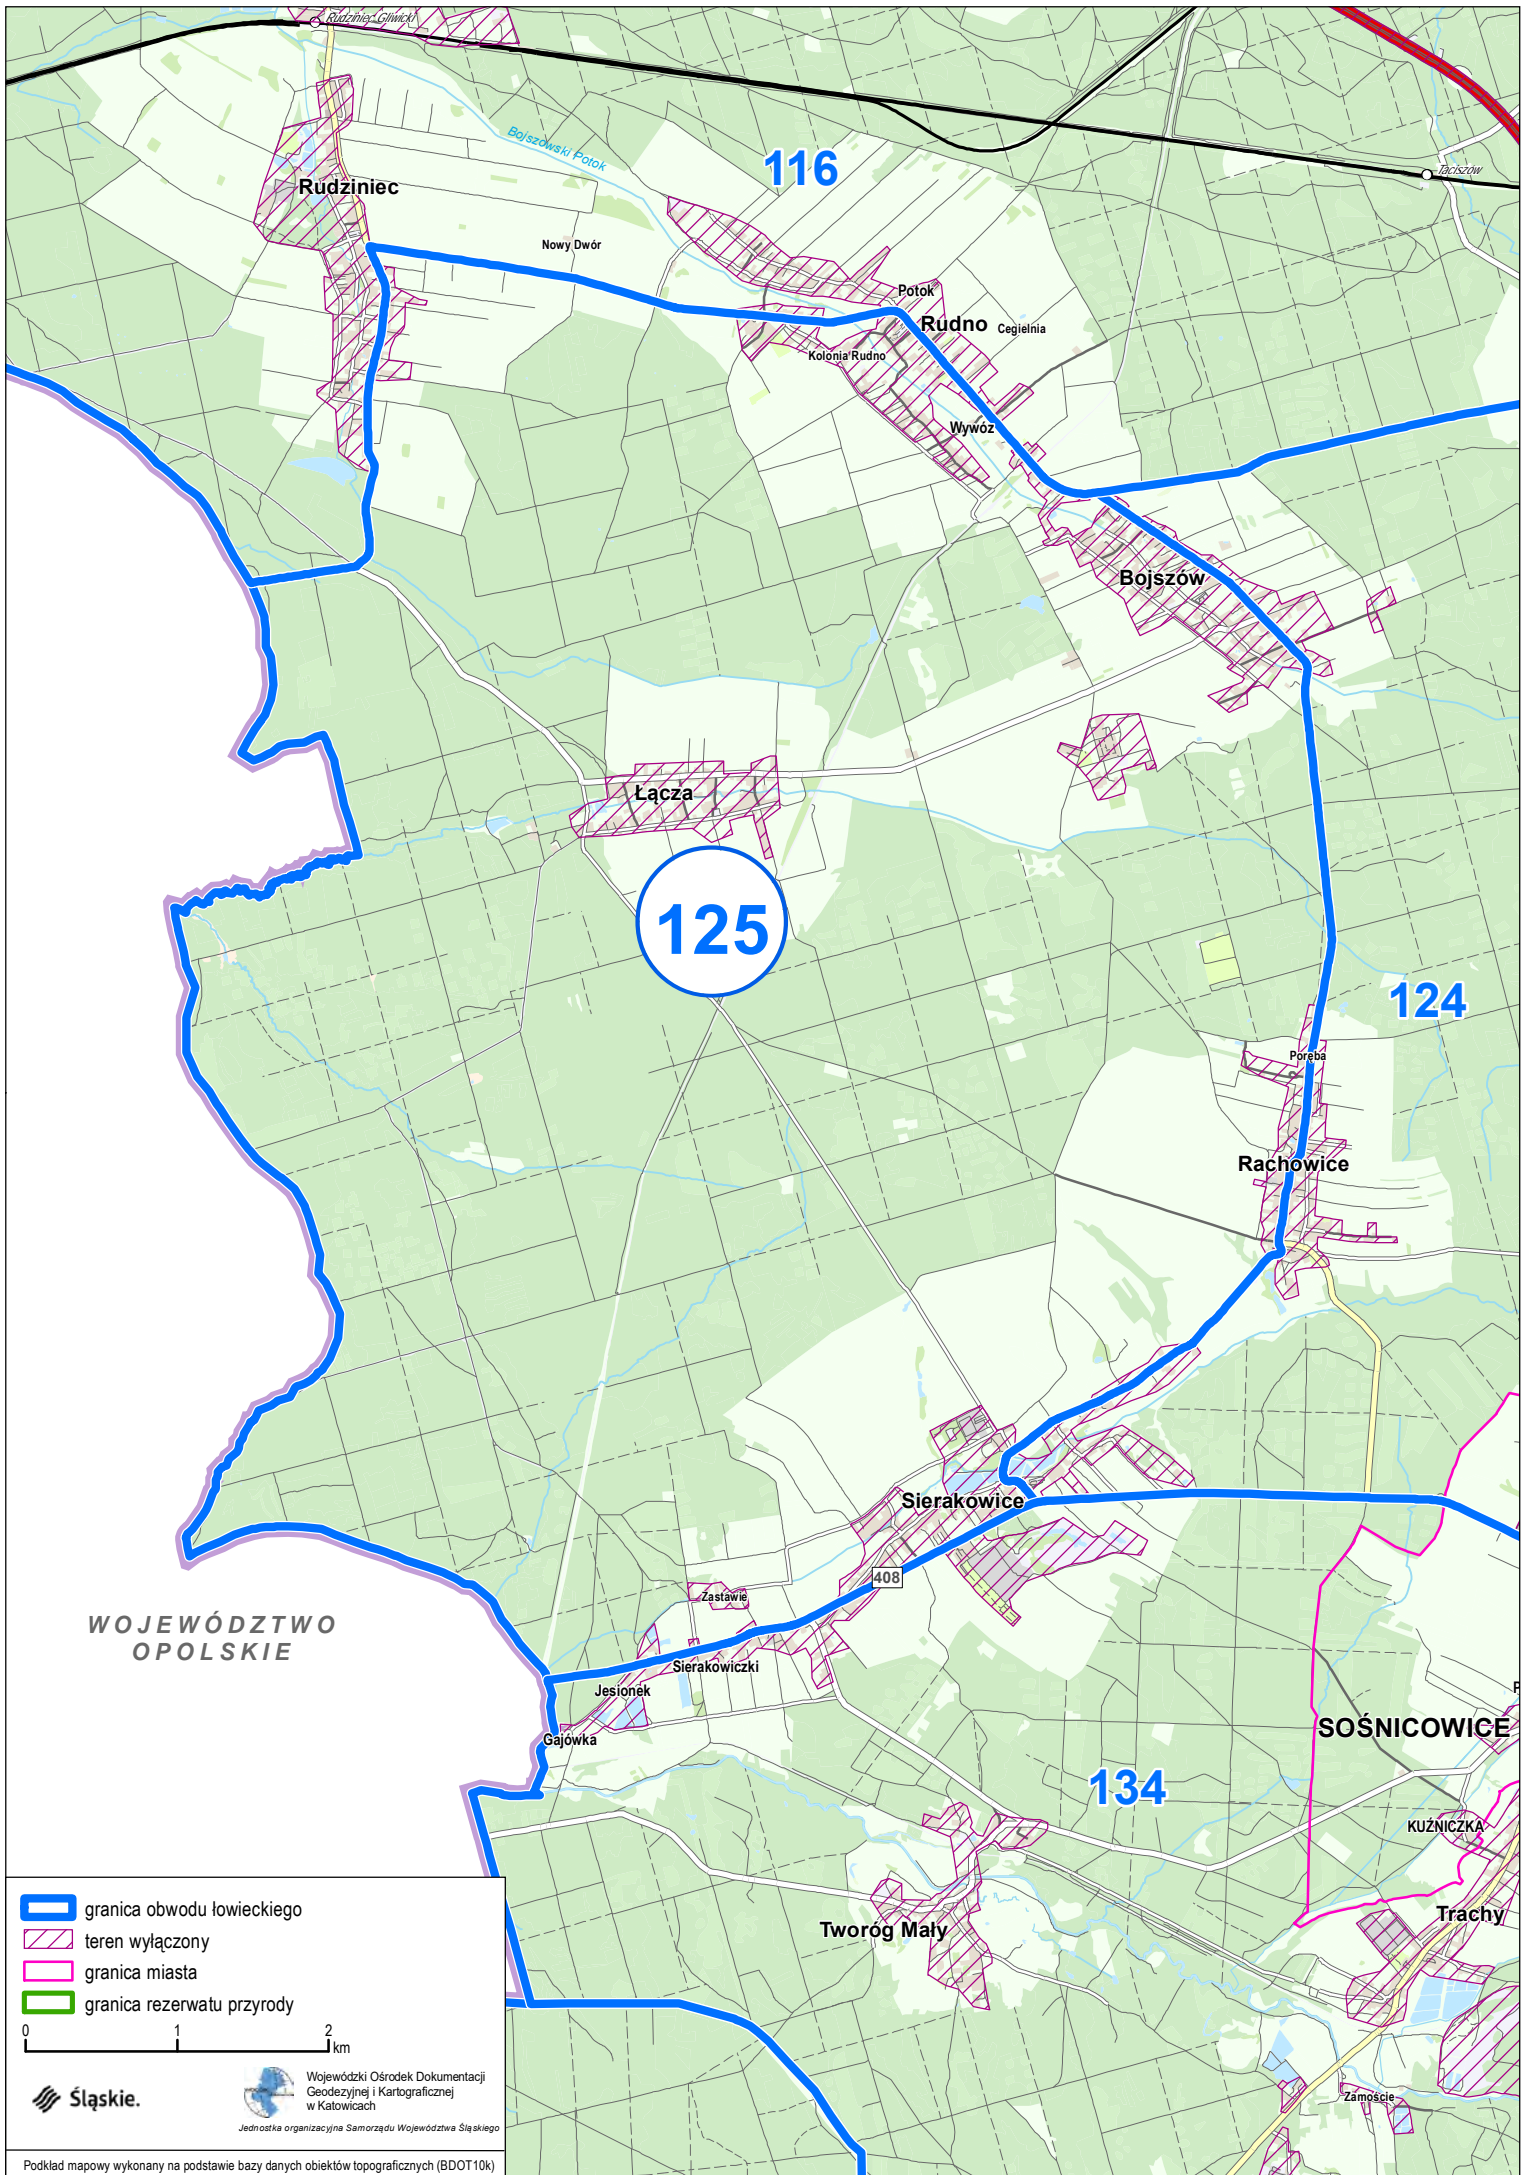 Rudziniec Gliwicki
Bojszowski Potok
116
Taciszów
Rudziniec
Nowy Dwór
Potok
Rudno
Cegielnia
Kolonia Rudno
Wywóz
Bojszów
Łącza
125
124
Poręba
Rachowice
Sierakowice
408
Zastawie
WOJEWÓDZTWO
OPOLSKIE
Sierakowiczki
Jesionek
P
SOŚNICOWICE
Gajówka
134
KUŹNICZKA
Trachy
Tworóg Mały
Zamoście
granica obwodu łowieckiego
teren wyłączony
granica miasta
granica rezerwatu przyrody
0 1 2
km
Śląskie.
Wojewódzki Ośrodek Dokumentacji
Geodezyjnej i Kartograficznej
w Katowicach
Jednostka organizacyjna Samorządu Województwa Śląskiego
Podkład mapowy wykonany na podstawie bazy danych obiektów topograficznych (BDOT10k)